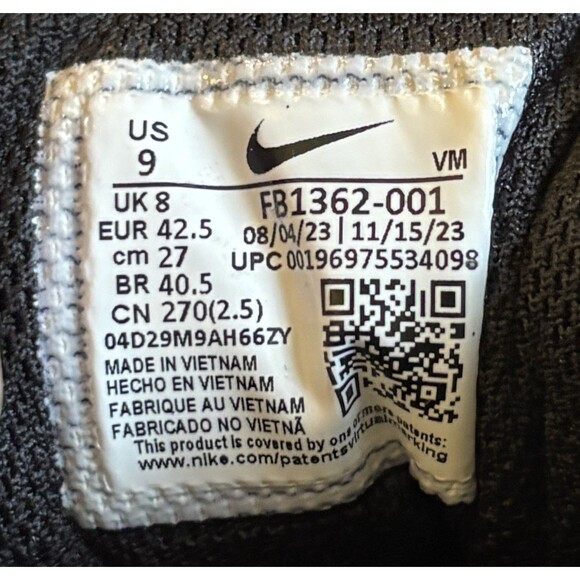 US
9
VM
UK 8
FB1362-001
EUR 42.5
08/04/23 | 11/15/23
cm 27
UPC 00196975534098
BR 40.5
CN 270(2.5)
04D29M9AH66ZY
MADE IN VIETNAM
HECHO EN VIETNAM
FABRIQUE AU VIETNAM
FABRICADO NO VIETNÃ
This product is covered by one or more patents:
www.nike.com/patentsvirtualmarking